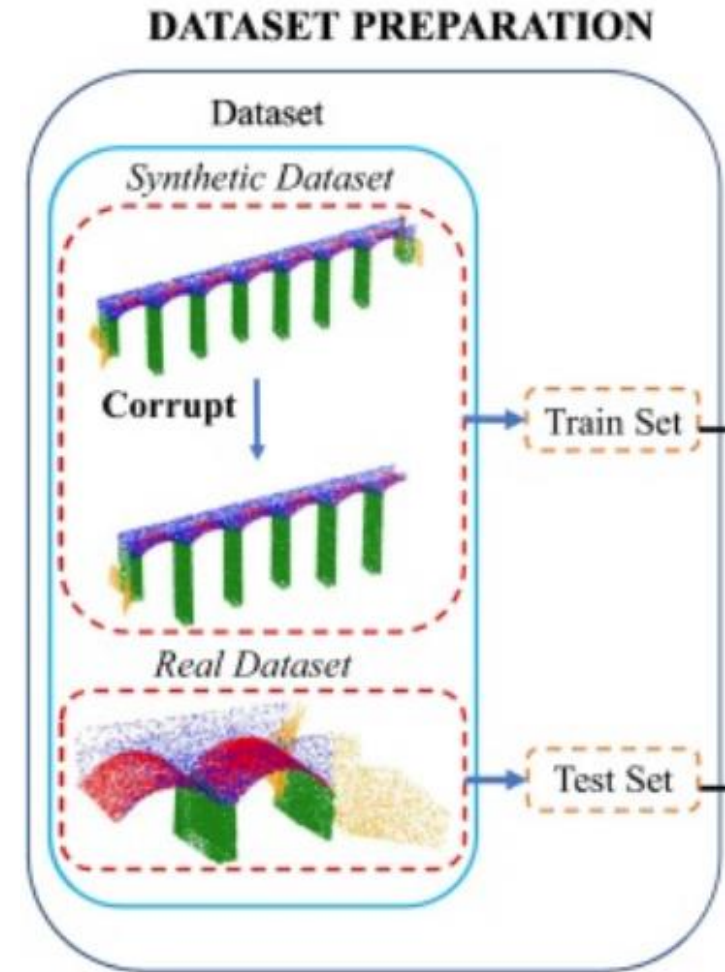 DATASET PREPARATION
Dataset
Synthetic Dataset
Corrupt
Train Set
Real Dataset
Test Set